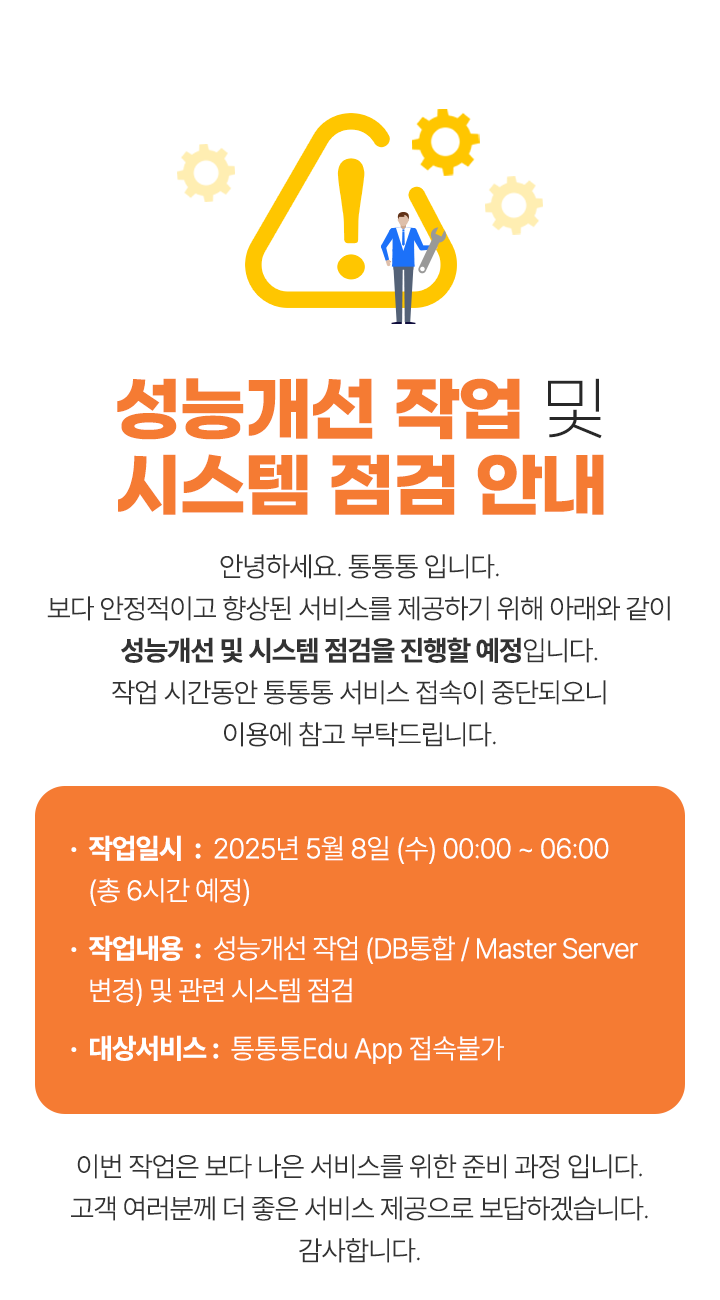 성능개선 작업 및
시스템 점검 안내
안녕하세요. 통통통 입니다.
보다 안정적이고 향상된 서비스를 제공하기 위해 아래와 같이
성능개선 및 시스템 점검을 진행할 예정입니다.
작업 시간동안 통통통 서비스 접속이 중단되오니
이용에 참고 부탁드립니다.
· 작업일시 : 2025년 5월 8일 (수) 00:00 ~ 06:00
(총 6시간 예정)
· 작업내용 : 성능개선 작업 (DB통합 / Master Server
변경) 및 관련 시스템 점검
· 대상서비스 : 통통통Edu App 접속불가
이번 작업은 보다 나은 서비스를 위한 준비 과정 입니다.
고객 여러분께 더 좋은 서비스 제공으로 보답하겠습니다.
감사합니다.